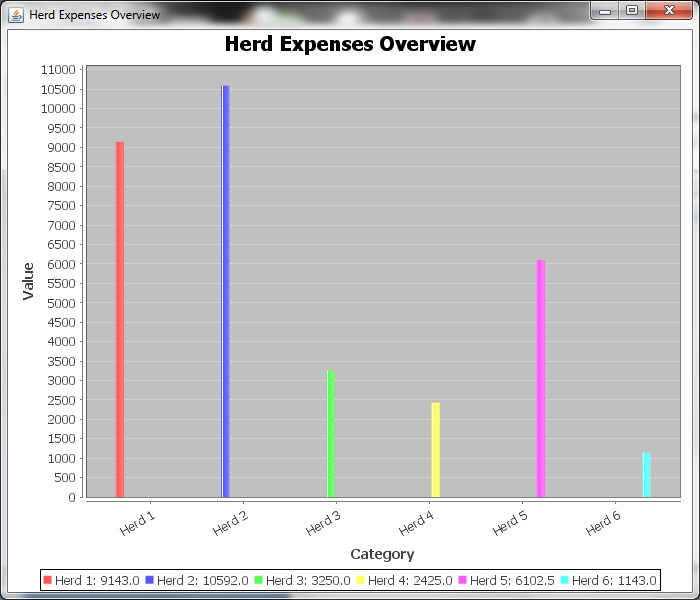 Herd Expenses Overview
Herd Expenses Overview
11000
10500
10000
9500
9000
8500
8000
7500
7000
6500
6000
5500
5000
4500
4000
3500
3000
2500
2000
1500
1000
500
0
Value
Herd 1
Herd 2
Herd 3
Herd 4
Herd 5
Herd 6
Category
Herd 1: 9143.0 Herd 2: 10592.0 Herd 3: 3250.0 Herd 4: 2425.0 Herd 5: 6102.5 Herd 6: 1143.0